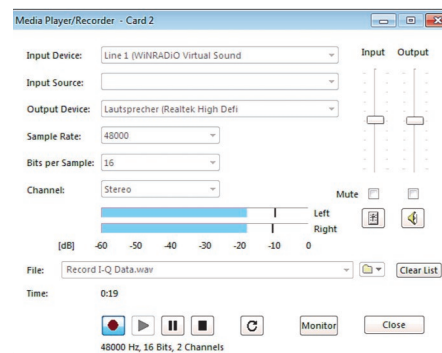 Media Player/Recorder - Card 2
Input Device: Line 1 (WiNRADiO Virtual Sound
Input Output
Input Source:
Output Device: Lautsprecher (Realtek High Defi
Sample Rate: 48000
Bits per Sample: 16
Channel: Stereo
Mute
Left
Right
[dB] -60 -50 -40 -30 -20 -10 0
File: Record I-Q Data.wav Clear List
Time: 0:19
Monitor Close
48000 Hz, 16 Bits, 2 Channels